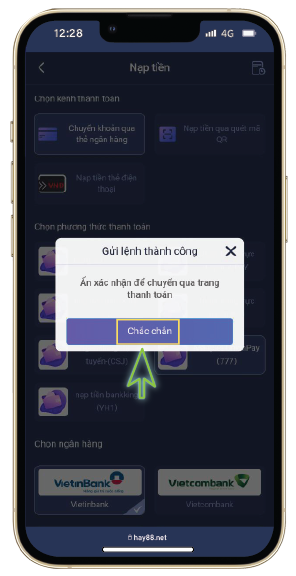 12:28
4G
Nạp tiền
Chọn kênh thanh toán
Chuyển khoản qua
thẻ ngân hàng
Nạp tiền qua quét mã
QR
Nạp tiền thẻ điện
thoại
Chọn phương thức thanh toán
Gửi lệnh thành công
Ấn xác nhận để chuyển qua trang
thanh toán
Chắc chắn
tuyến (CSJ)
Pay
(777)
nạp tiền
(VH1)
Chọn ngân hàng
VietinBank
Vietcombank
Vietinbank
Vietcombank
hay88.net